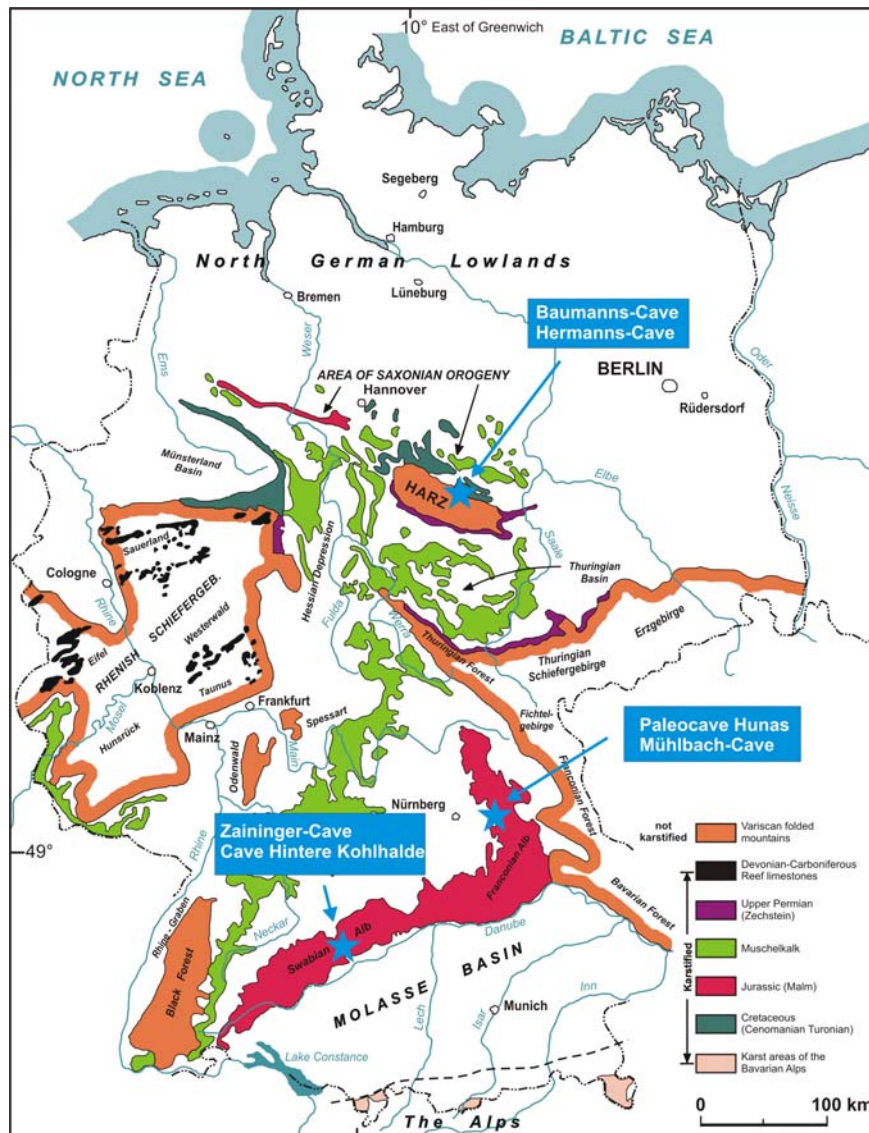 10° East of Greenwich
NORTH SEA
BALTIC SEA
Segeberg
Hamburg
North German Lowlands
Lüneburg
Bremen
Ems
Weser
Baumanns-Cave
Hermanns-Cave
Oder
AREA OF SAXONIAN OROGENY
Hannover
BERLIN
Rüdersdorf
Münsterland
Basin
HARZ
Elbe
Neisse
Sauerland
Saale
Cologne
Rhine
SCHIEFERGEB.
Hessian Depression
Thuringian
Basin
Fulda
Werra
Westerwald
Erzgebirge
Eifel
RHENISH
Thuringian Forest
Thuringian
Schiefergebirge
Koblenz
Taunus
Frankfurt
Mosel
Spessart
Fichtel-
gebirge
Hunsrück
Mainz
Main
Odenwald
Paleocave Hunas
Mühlbach-Cave
Franconian Forest
Nürnberg
Zaininger-Cave
Cave Hintere Kohlhalde
49°
Rhine
Franconian Alb
Bavarian Forest
Neckar
Rhine - Graben
Danube
Swabian Alb
Black Forest
MOLASSE BASIN
Lech
Isar
Inn
Munich
Lake Constance
The Alps
not
karstified
Variscan folded
mountains
Karstified
Devonian-Carboniferous
Reef limestones
Upper Permian
(Zechstein)
Muschelkalk
Jurassic (Malm)
Cretaceous
(Cenomanian Turonian)
Karst areas of the
Bavarian Alps
0 100 km